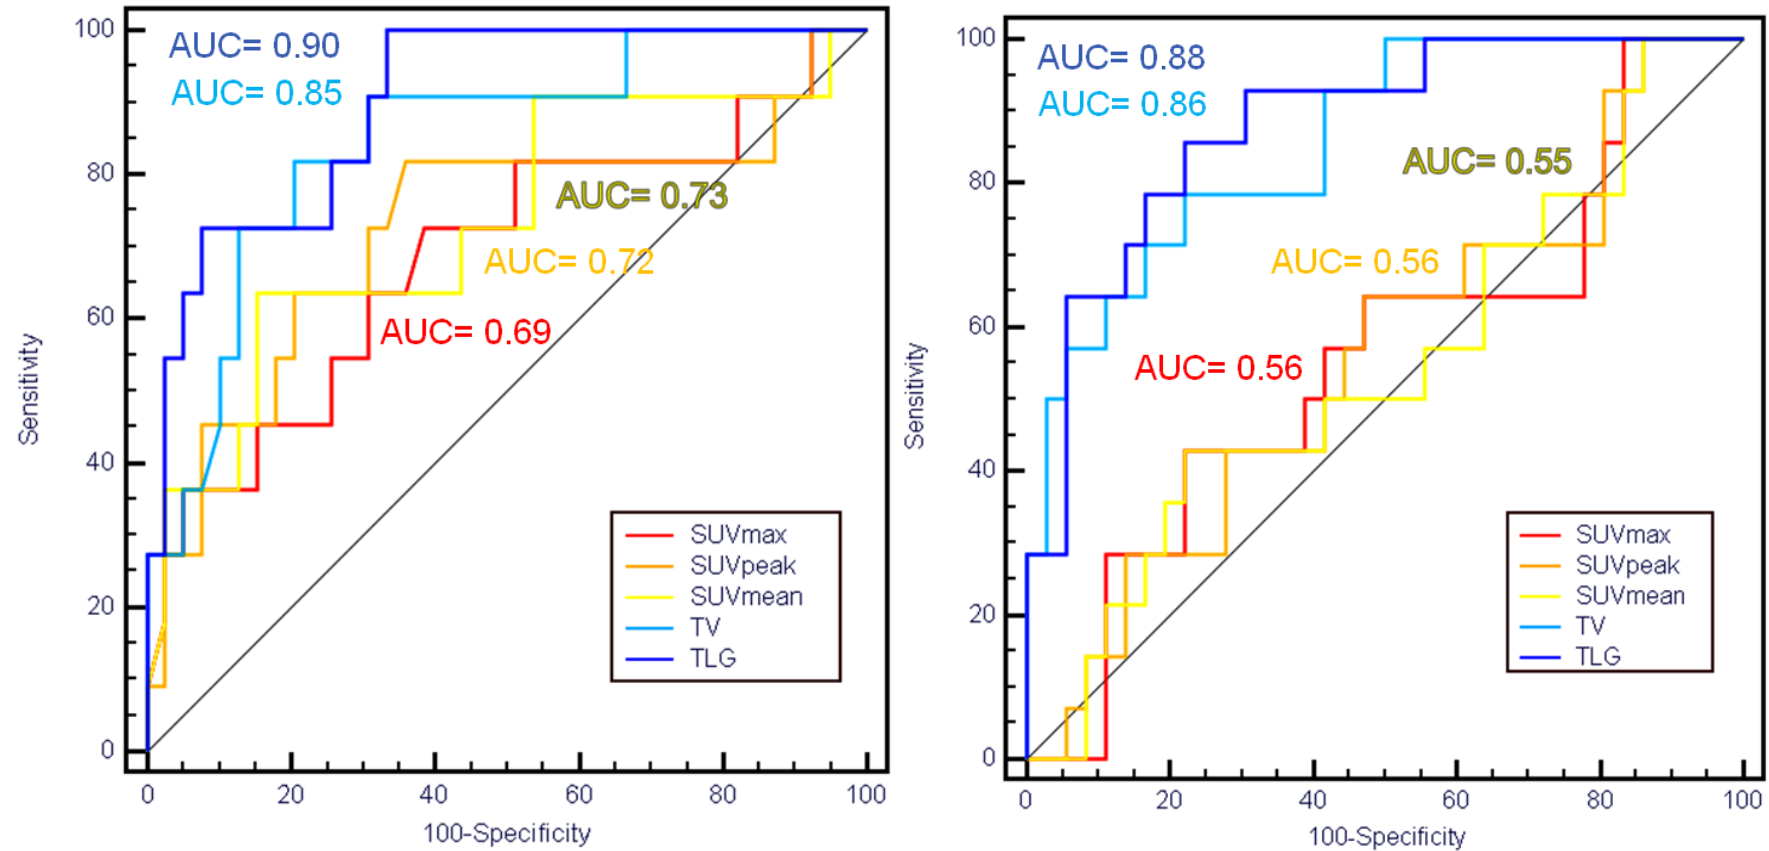 100
80
60
40
20
0
Sensitivity
AUC= 0.90
AUC= 0.85
AUC= 0.73
AUC= 0.72
AUC= 0.69
SUVmax
SUVpeak
SUVmean
TV
TLG
0 20 40 60 80 100
100-Specificity
100
80
60
40
20
0
Sensitivity
AUC= 0.88
AUC= 0.86
AUC= 0.55
AUC= 0.56
AUC= 0.56
SUVmax
SUVpeak
SUVmean
TV
TLG
0 20 40 60 80 100
100-Specificity